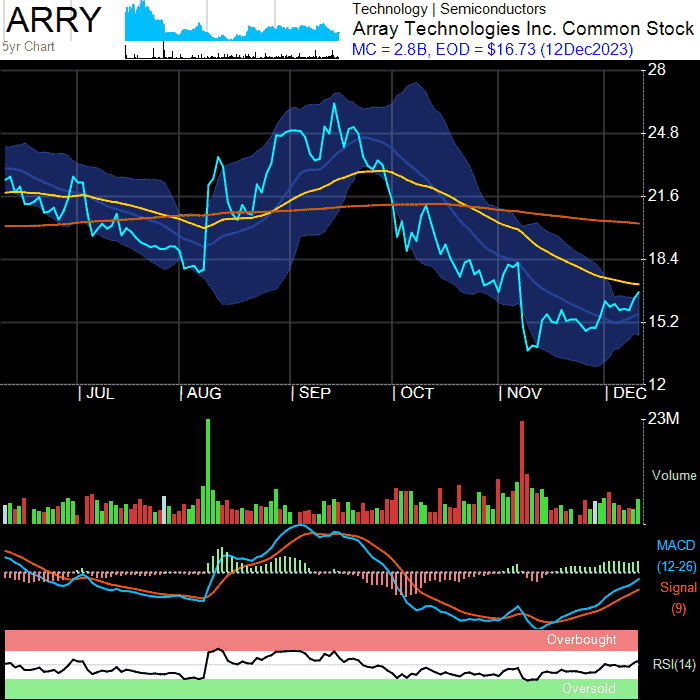 ARRY
5yr Chart
Technology | Semiconductors
Array Technologies Inc. Common Stock
MC = 2.8B, EOD = $16.73 (12Dec2023)
28
24.8
21.6
18.4
15.2
12
JUL
AUG
SEP
OCT
NOV
DEC
23M
Volume
MACD
(12-26)
Signal
(9)
Overbought
RSI(14)
Oversold